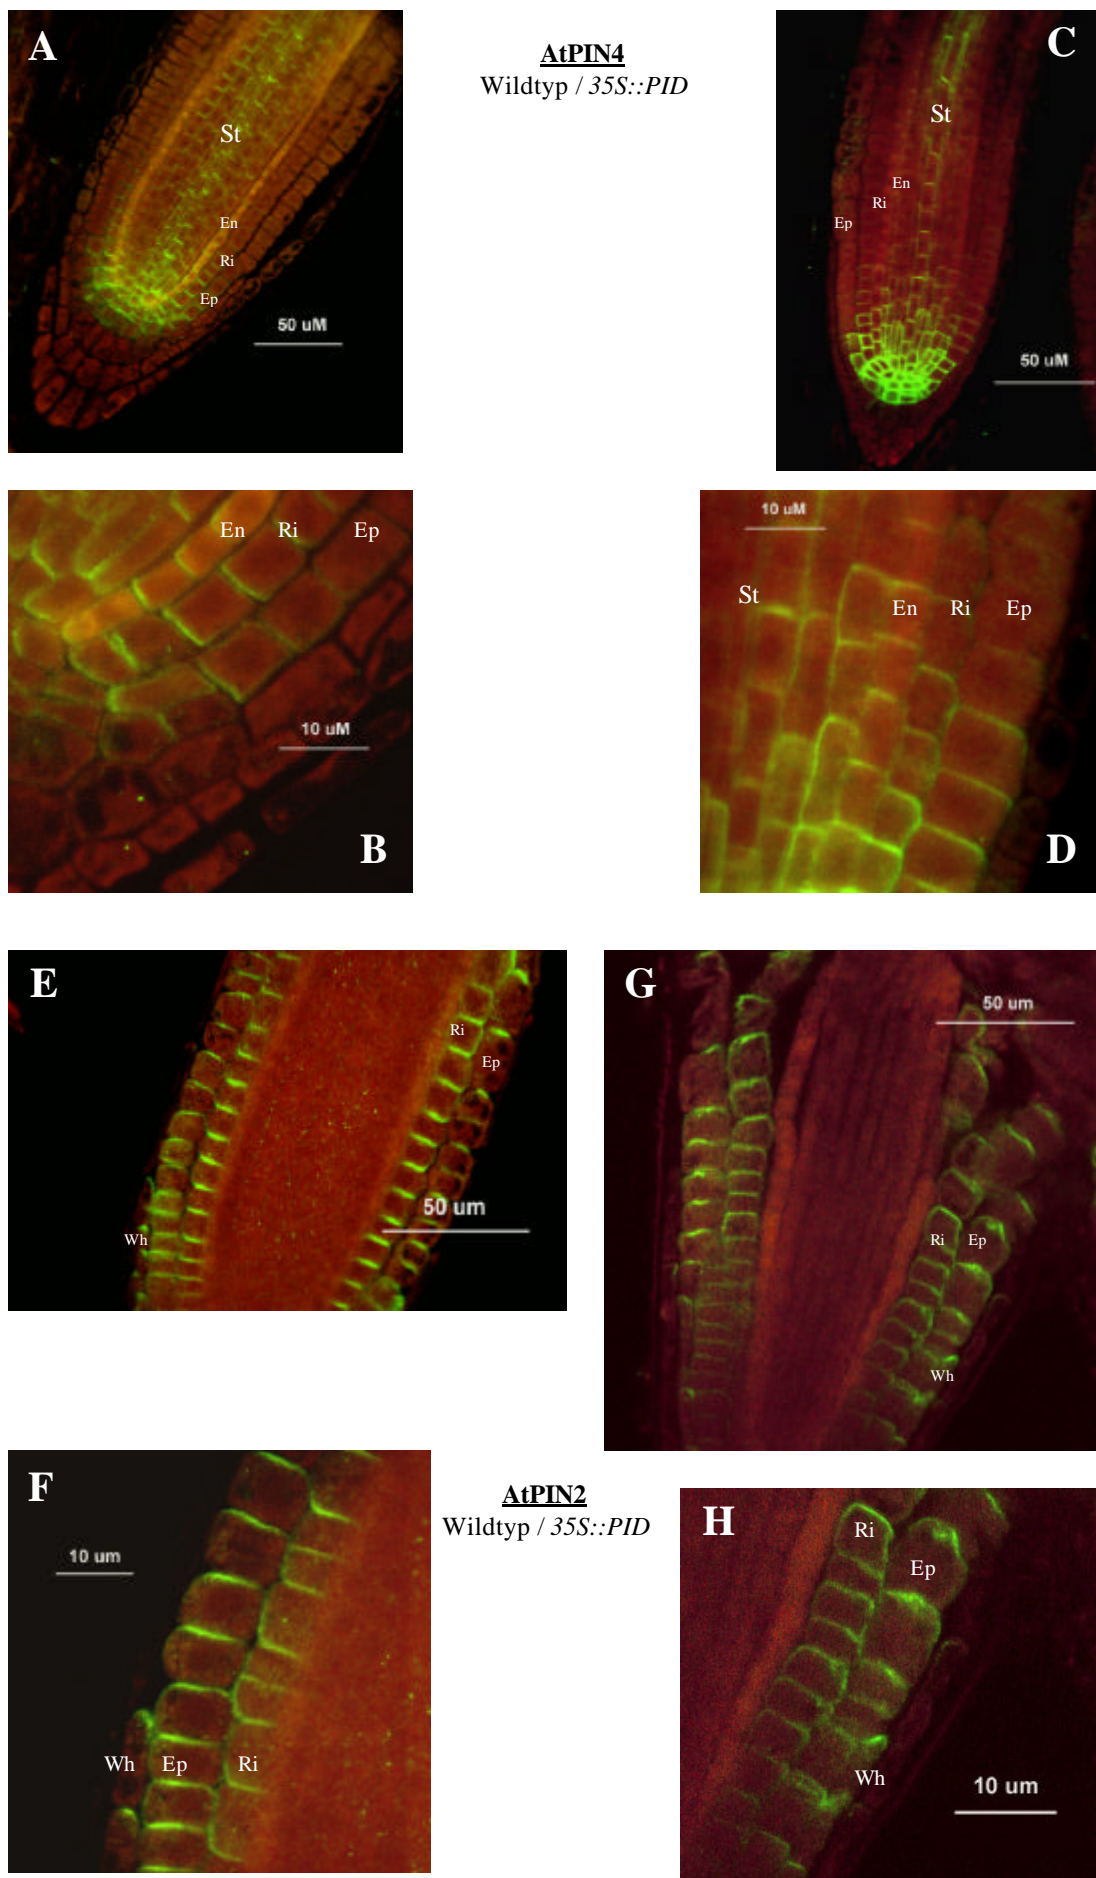 A
St
En
Ri
Ep
50 uM
AtPIN4
Wildtyp / 35S::PID
C
St
En
Ri
Ep
50 uM
En Ri Ep
10 uM
B
10 uM
St
En Ri Ep
D
E
Ri
Ep
50 um
Wh
G
50 um
Ri Ep
Wh
F
10 um
Wh Ep Ri
AtPIN2
Wildtyp / 35S::PID
H
Ri
Ep
Wh
10 um